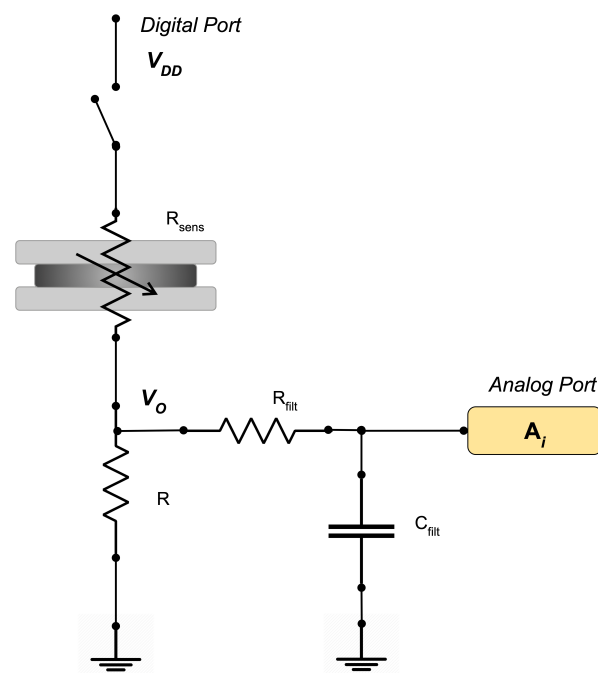 Digital Port
V_DD
R_sens
V_O
R_filt
Analog Port
A_i
R
C_filt